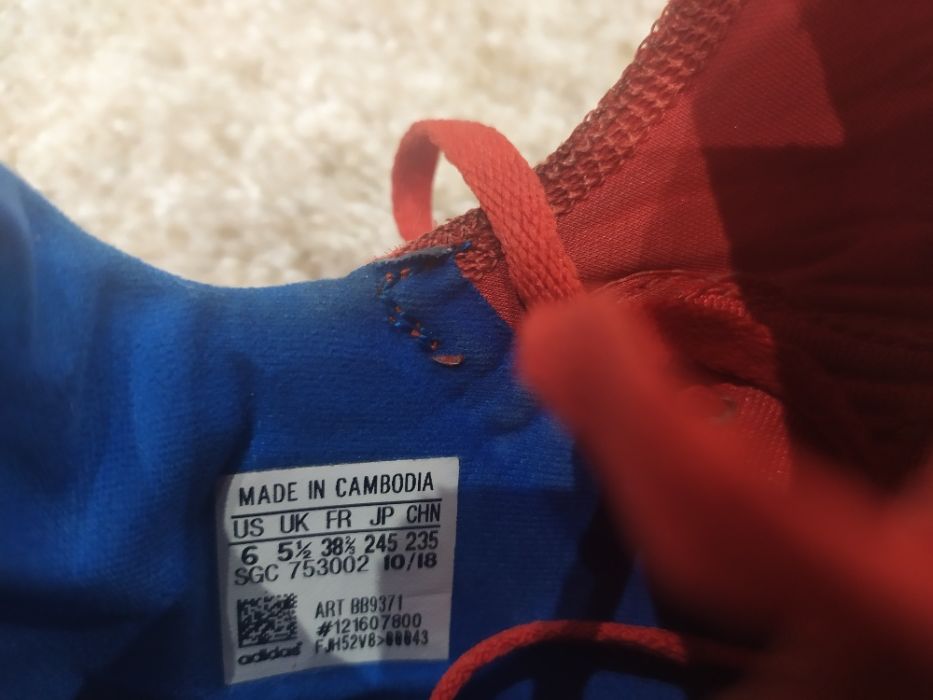 MADE IN CAMBODIA
US UK FR JP CHN
6 5½ 38⅔ 245 235
SGC 753002 10/18
ART BB9371
#121607800
adidas FJH52V8>00043